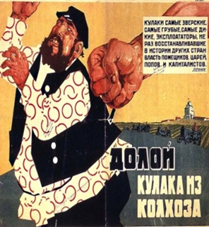 КУЛАКИ САМЫЕ ЗВЕРСКИЕ,
САМЫЕ ГРУБЫЕ, САМЫЕ ДИ-
КИЕ, ЭКСПЛОАТАТОРЫ, НЕ
РАЗ ВОССТАНАВЛИВАВШИЕ
В ИСТОРИИ ДРУГИХ СТРАН
ВЛАСТЬ ПОМЕЩИКОВ, ЦАРЕЙ,
ПОПОВ И КАПИТАЛИСТОВ.
ЛЕНИН
ДОЛОЙ
КУЛАКА ИЗ
КОЛХОЗА